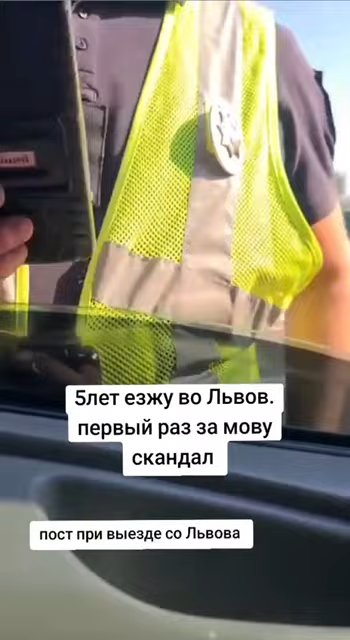 5лет езжу во Львов.
первый раз за мову
скандал
пост при выезде со Львова